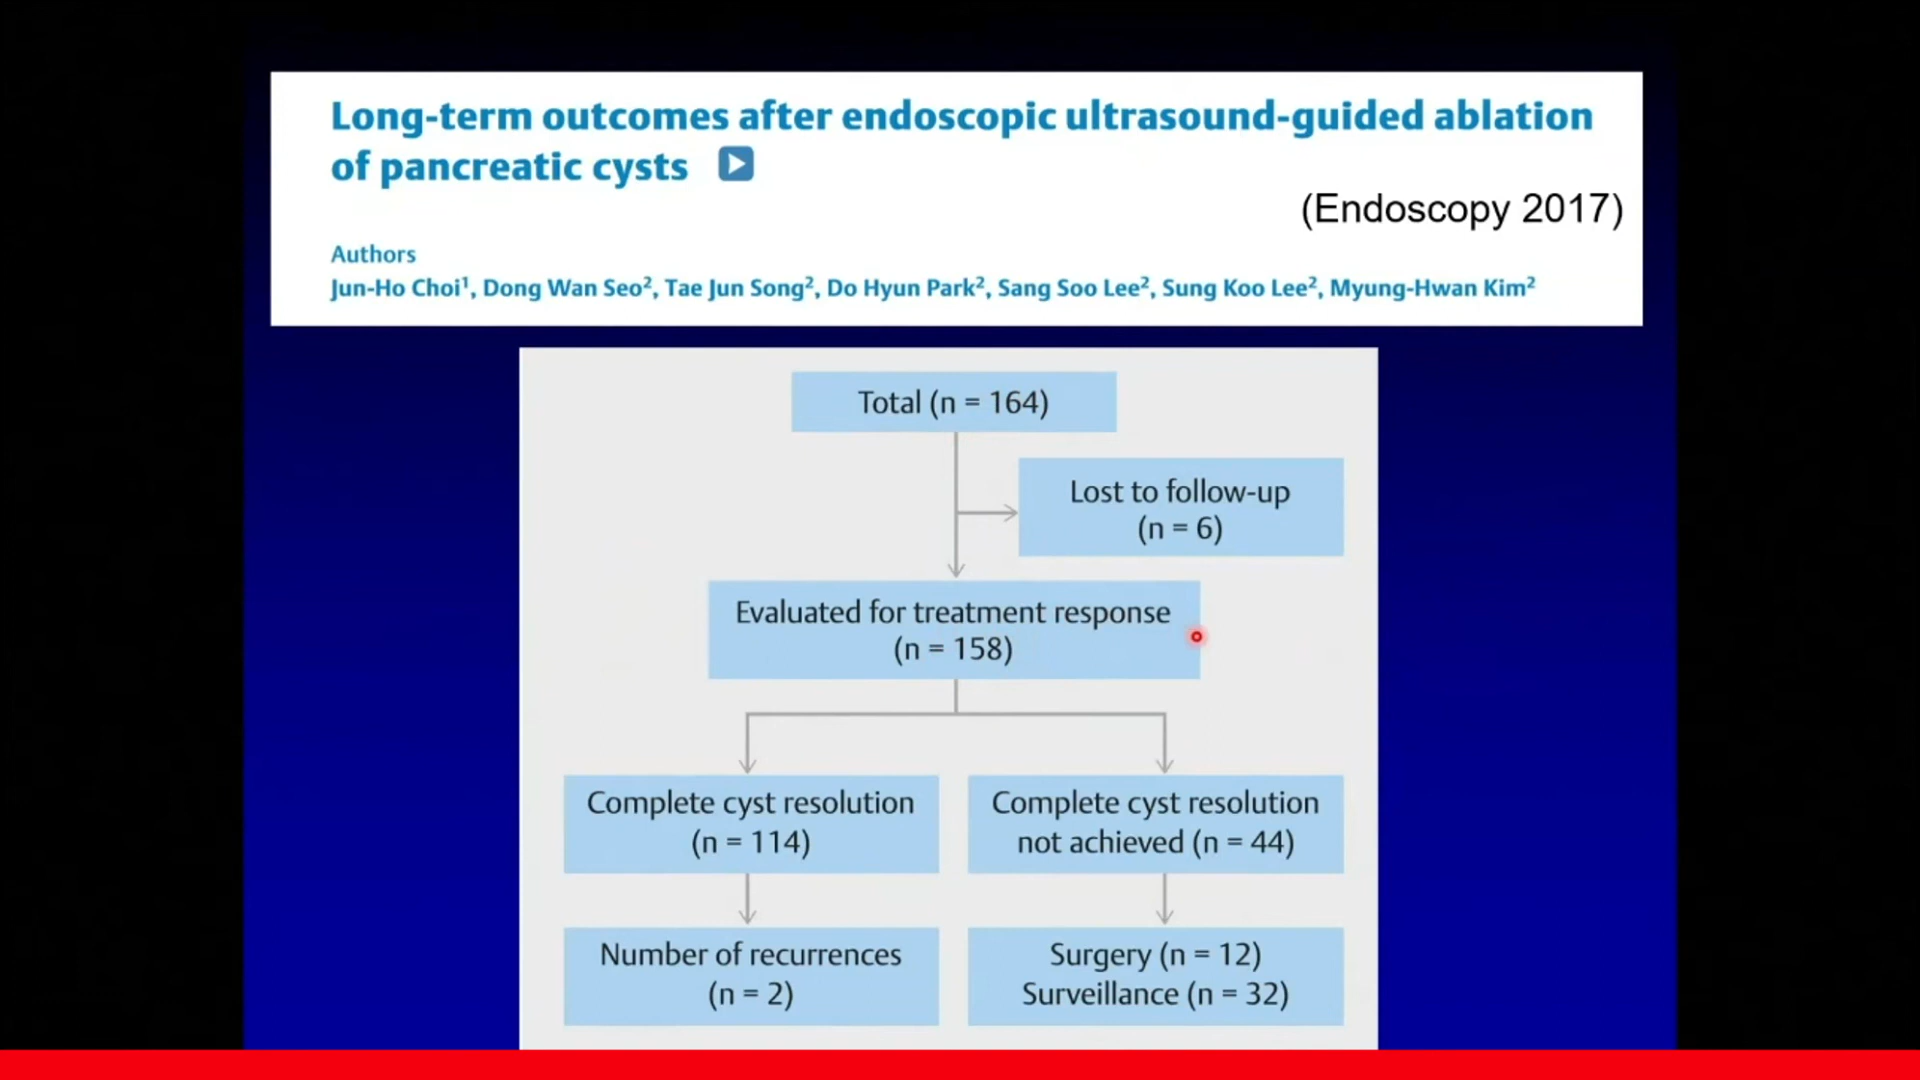 Long-term outcomes after endoscopic ultrasound-guided ablation
of pancreatic cysts
(Endoscopy 2017)
Authors
Jun-Ho Choi¹, Dong Wan Seo², Tae Jun Song², Do Hyun Park², Sang Soo Lee², Sung Koo Lee², Myung-Hwan Kim²
Total (n = 164)
Lost to follow-up
(n = 6)
Evaluated for treatment response
(n = 158)
Complete cyst resolution
(n = 114)
Complete cyst resolution
not achieved (n = 44)
Number of recurrences
(n = 2)
Surgery (n = 12)
Surveillance (n = 32)